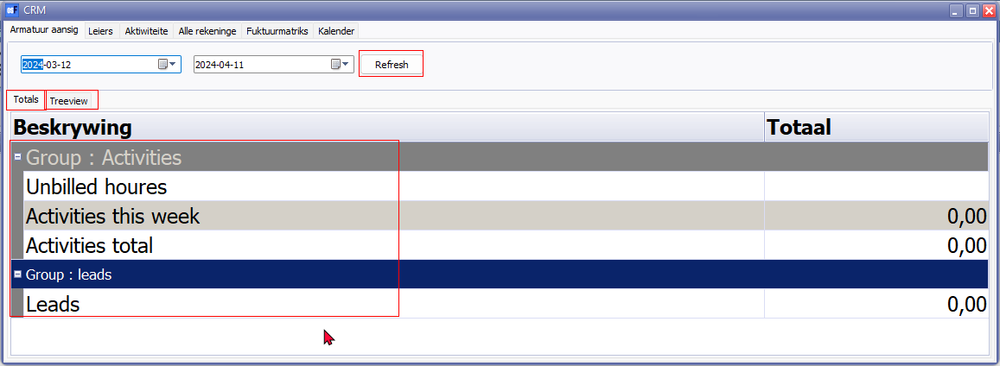 CRM
Armatuur aansig Leiers Aktiwiteite Alle rekeninge Fuktuurmatriks Kalender
2024-03-12 2024-04-11 Refresh
Totals Treeview
Beskrywing Totaal
Group : Activities
Unbilled houres
Activities this week 0,00
Activities total 0,00
Group : leads
Leads 0,00